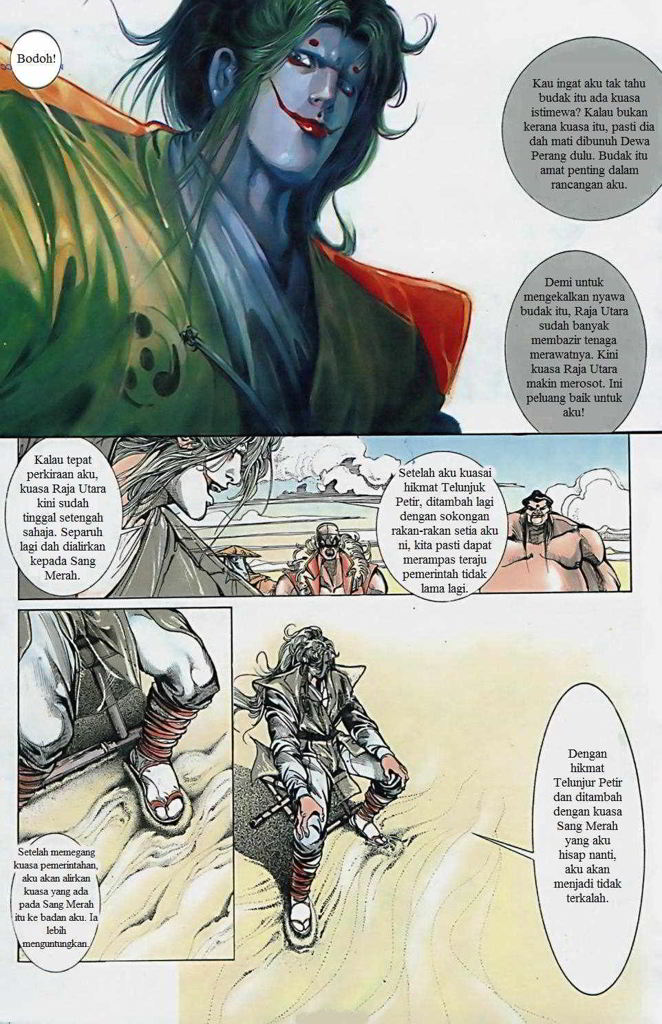 Bodoh!
Kau ingat aku tak tahu
budak itu ada kuasa
istimewa? Kalau bukan
kerana kuasa itu, pasti dia
dah mati dibunuh Dewa
Perang dulu. Budak itu
amat penting dalam
rancangan aku.
Demi untuk
mengekalkan nyawa
budak itu, Raja Utara
sudah banyak
membazir tenaga
merawatnya. Kini
kuasa Raja Utara
makin merosot. Ini
peluang baik untuk
aku!
Kalau tepat
perkiraan aku,
kuasa Raja Utara
kini sudah
tinggal setengah
sahaja. Separuh
lagi dah dialirkan
kepada Sang
Merah.
Setelah aku kuasai
hikmat Telunjuk
Petir, ditambah lagi
dengan sokongan
rakan-rakan setia aku
ni, kita pasti dapat
merampas teraju
pemerintah tidak
lama lagi.
Setelah memegang
kuasa pemerintahan,
aku akan alirkan
kuasa yang ada
pada Sang Merah
itu ke badan aku. Ia
lebih
menguntungkan.
Dengan
hikmat
Telunjur Petir
dan ditambah
dengan kuasa
Sang Merah
yang aku
hisap nanti,
aku akan
menjadi tidak
terkalah.